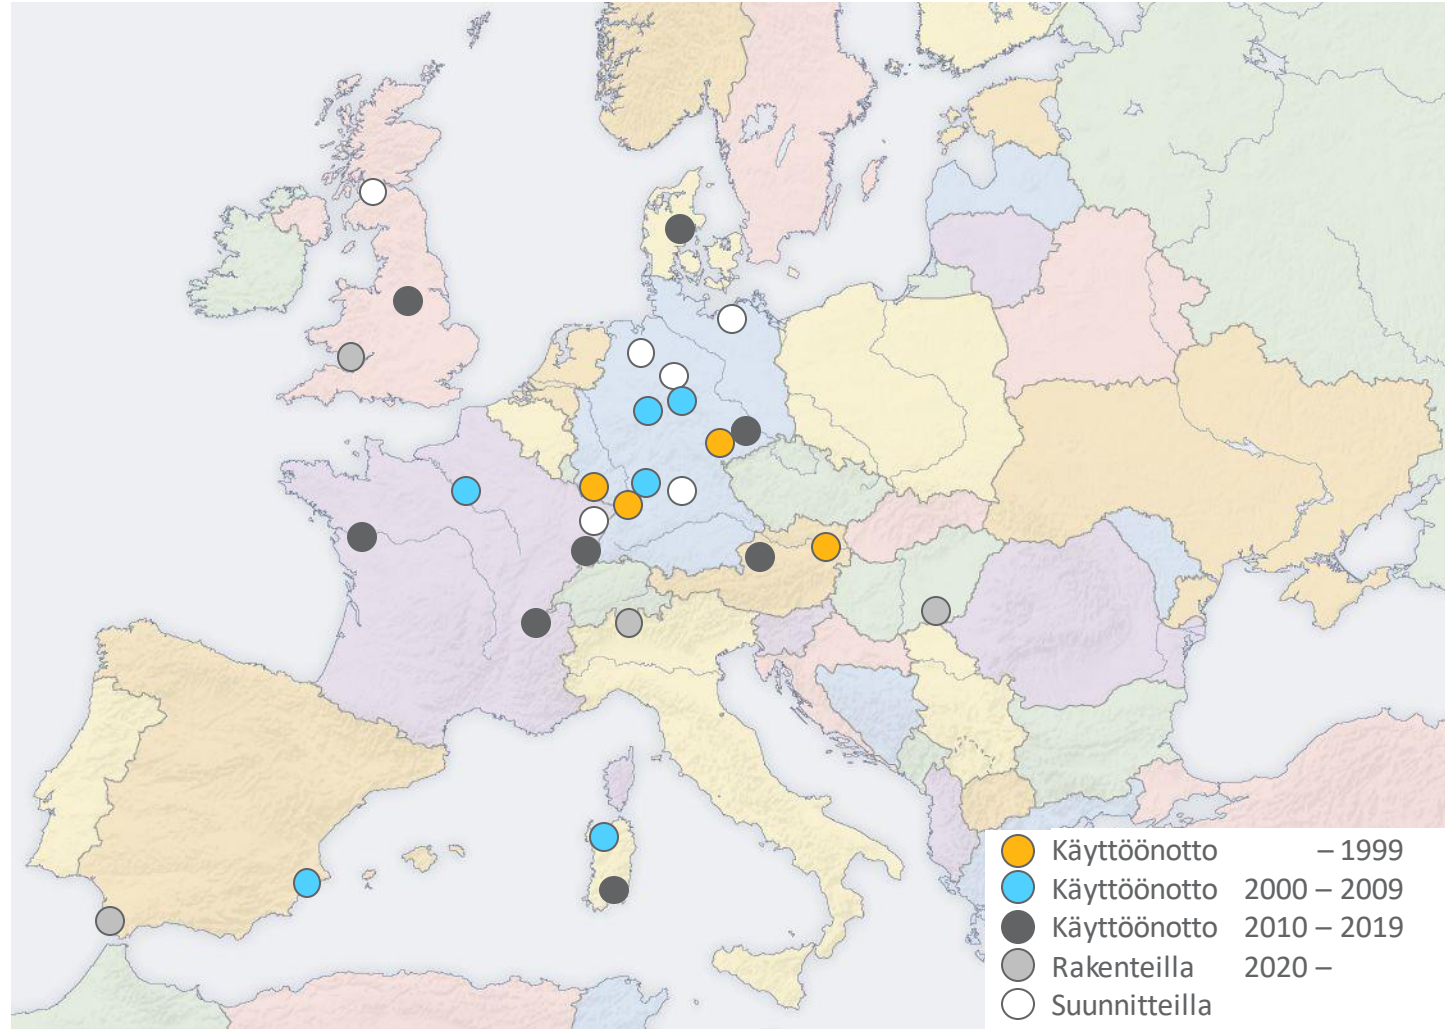 Käyttöönotto – 1999
Käyttöönotto 2000 – 2009
Käyttöönotto 2010 – 2019
Rakenteilla 2020 –
Suunnitteilla